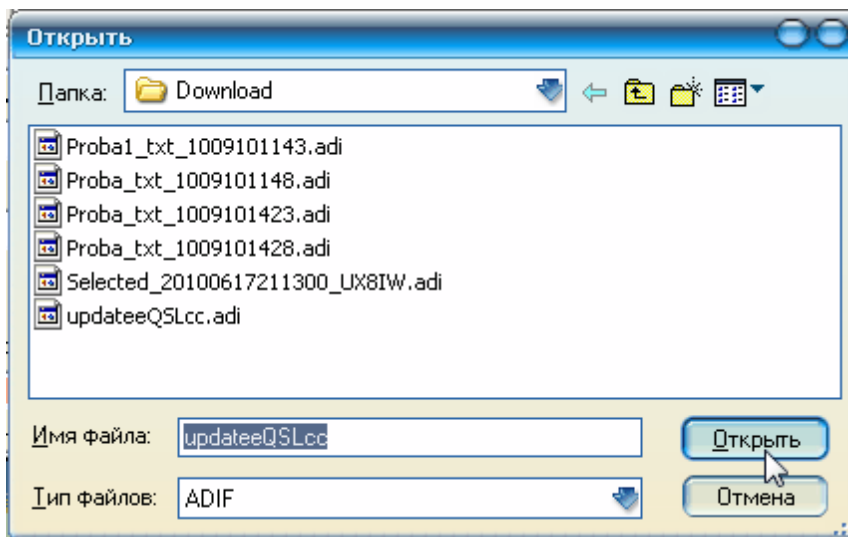 Открыть
Папка: Download
Proba1_txt_1009101143.adi
Proba_txt_1009101148.adi
Proba_txt_1009101423.adi
Proba_txt_1009101428.adi
Selected_20100617211300_UX8IW.adi
updateeQSLcc.adi
Имя файла: updateeQSLcc Открыть
Тип файлов: ADIF Отмена